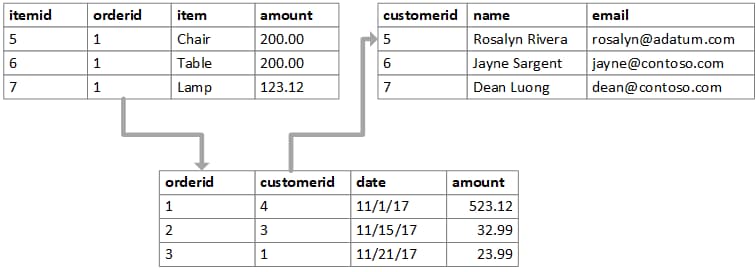 itemid orderid item amount
5 1 Chair 200.00
6 1 Table 200.00
7 1 Lamp 123.12
customerid name email
5 Rosalyn Rivera rosalyn@adatum.com
6 Jayne Sargent jayne@contoso.com
7 Dean Luong dean@contoso.com
orderid customerid date amount
1 4 11/1/17 523.12
2 3 11/15/17 32.99
3 1 11/21/17 23.99